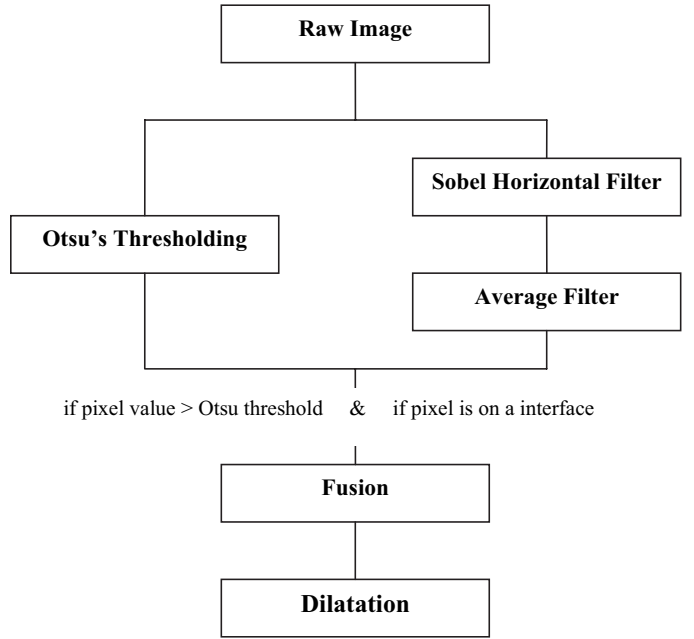 Raw Image
Sobel Horizontal Filter
Otsu's Thresholding
Average Filter
if pixel value > Otsu threshold & if pixel is on a interface
Fusion
Dilatation